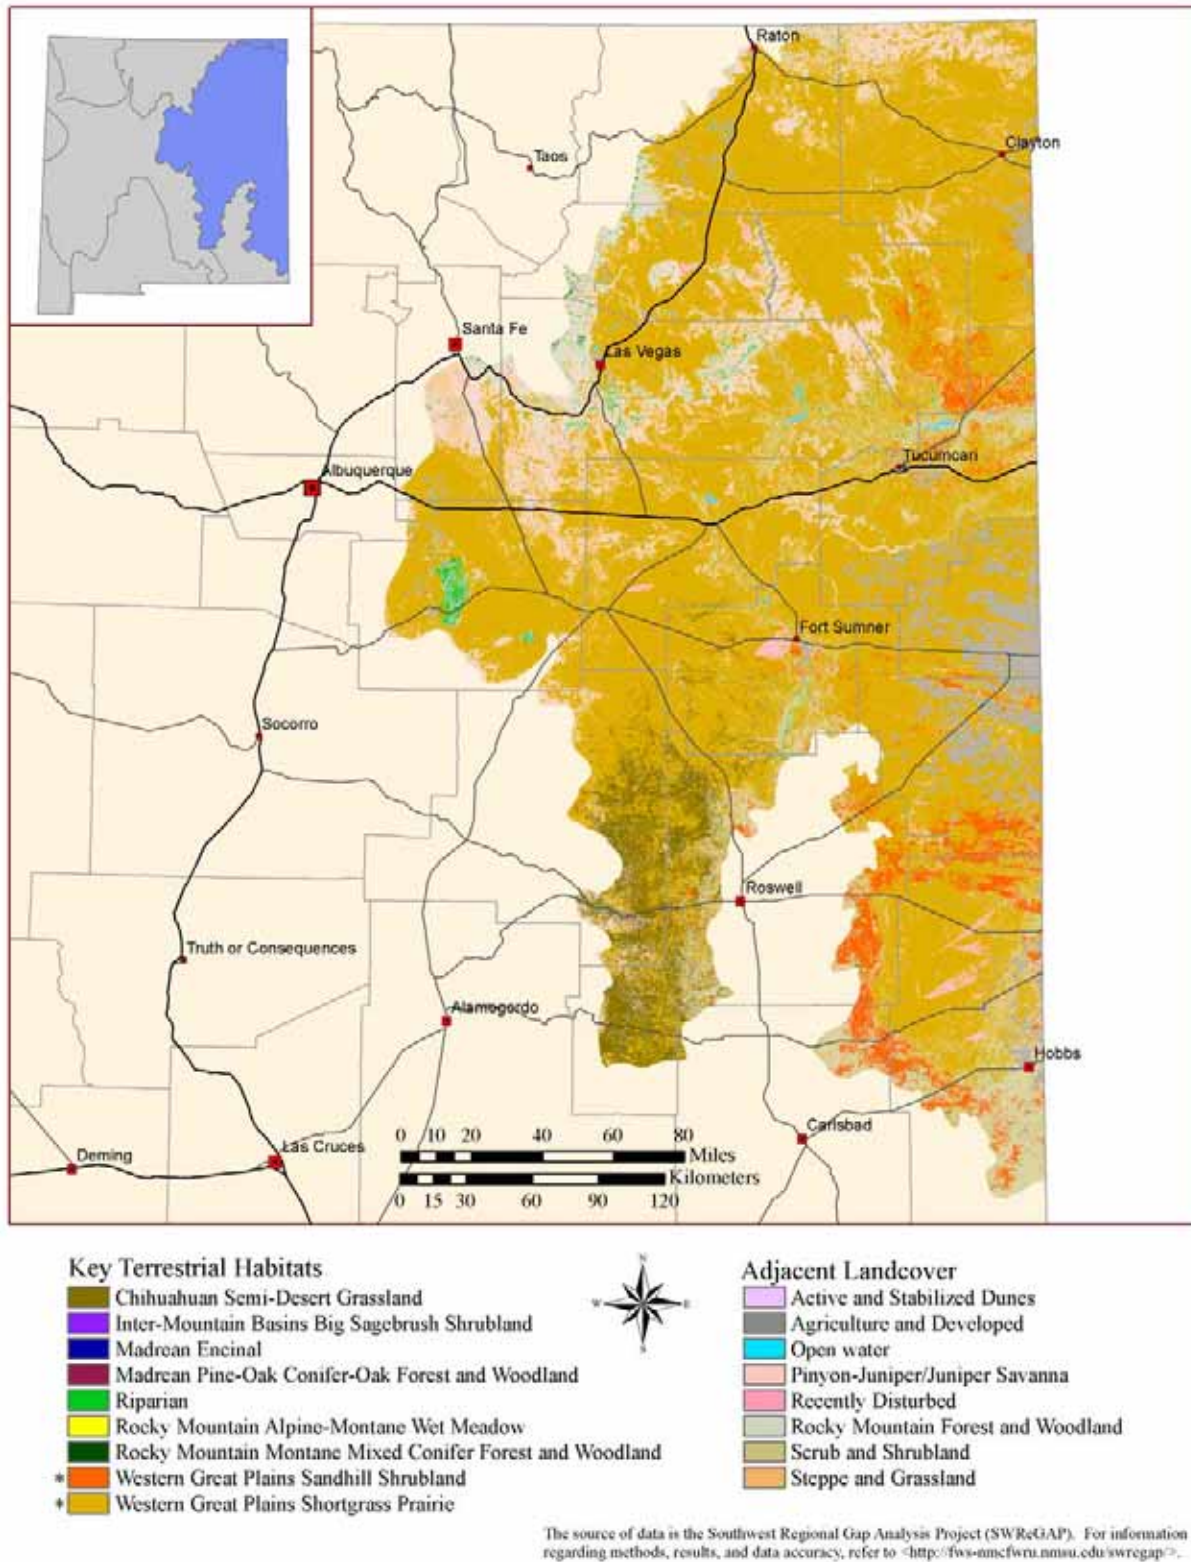 Raton
Clayton
Taos
Santa Fe
Las Vegas
Tucumcari
Albuquerque
Fort Sumner
Socorro
Roswell
Truth or Consequences
Alamogordo
Hobbs
Carlsbad
Deming
Las Cruces
0 10 20 40 60 80
Miles
Kilometers
0 15 30 60 90 120
Key Terrestrial Habitats
Chihuahuan Semi-Desert Grassland
Inter-Mountain Basins Big Sagebrush Shrubland
Madrean Encinal
Madrean Pine-Oak Conifer-Oak Forest and Woodland
Riparian
Rocky Mountain Alpine-Montane Wet Meadow
Rocky Mountain Montane Mixed Conifer Forest and Woodland
* Western Great Plains Sandhill Shrubland
* Western Great Plains Shortgrass Prairie
N
W E
S
Adjacent Landcover
Active and Stabilized Dunes
Agriculture and Developed
Open water
Pinyon-Juniper/Juniper Savanna
Recently Disturbed
Rocky Mountain Forest and Woodland
Scrub and Shrubland
Steppe and Grassland
The source of data is the Southwest Regional Gap Analysis Project (SWReGAP). For information
regarding methods, results, and data accuracy, refer to <http://fws-nmcfwru.nmsu.edu/swregap/>.